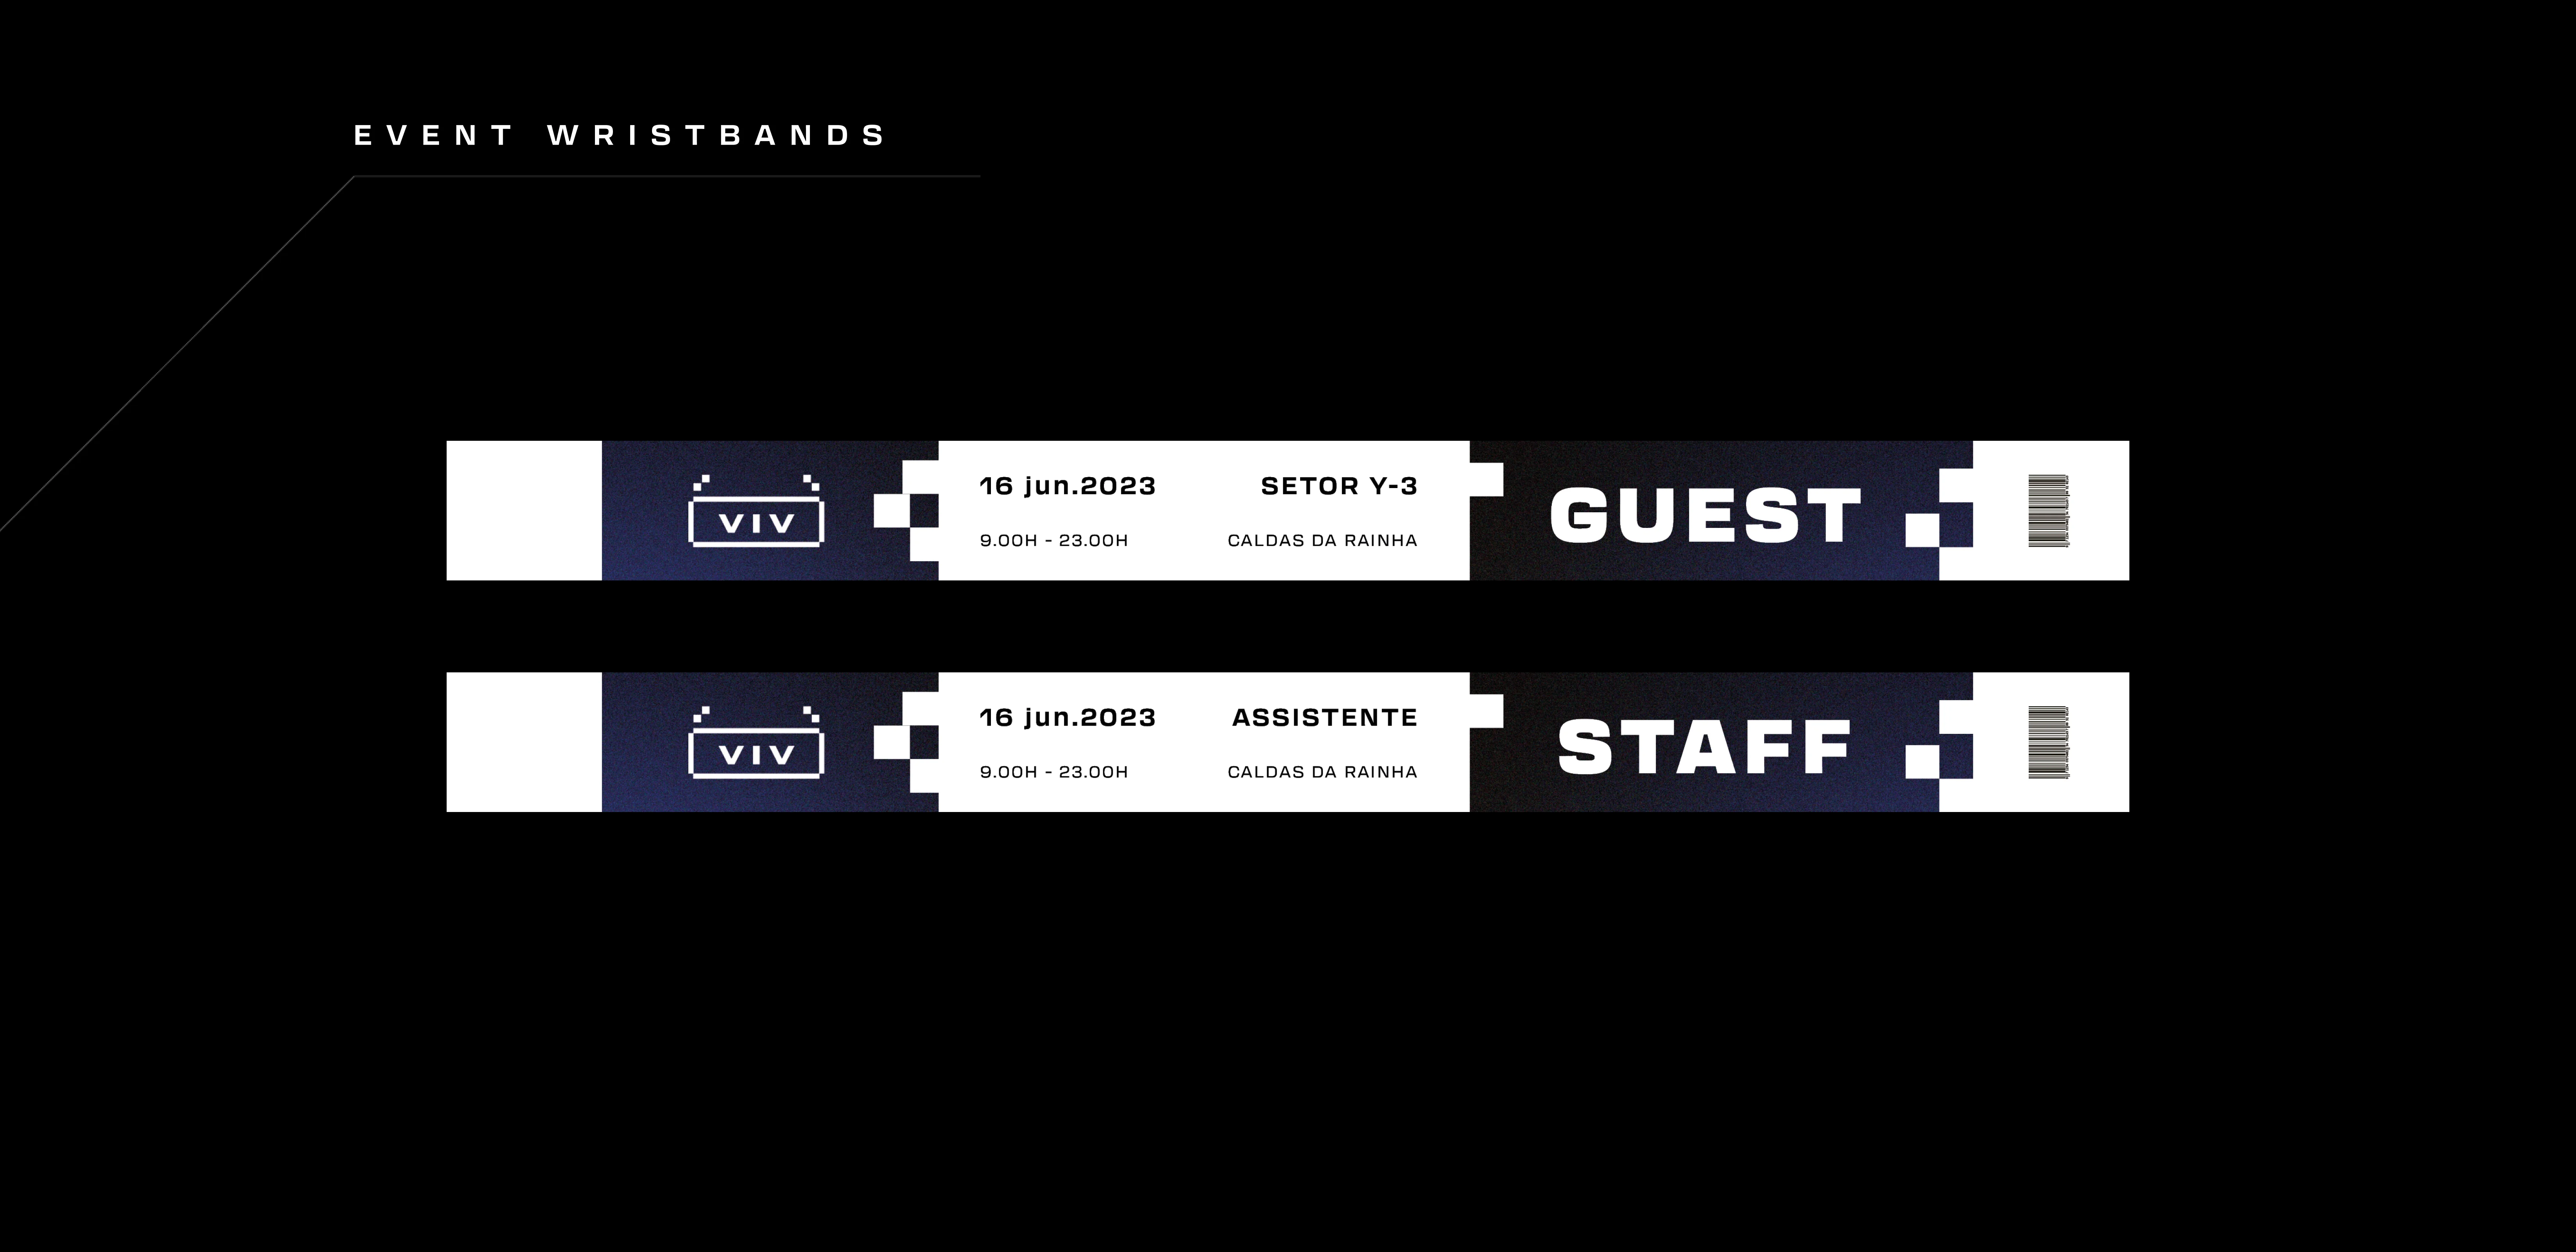 EVENT WRISTBANDS
VIV
16 jun.2023
SETOR Y-3
9.00H - 23.00H
CALDAS DA RAINHA
GUEST
VIV
16 jun.2023
ASSISTENTE
9.00H - 23.00H
CALDAS DA RAINHA
STAFF